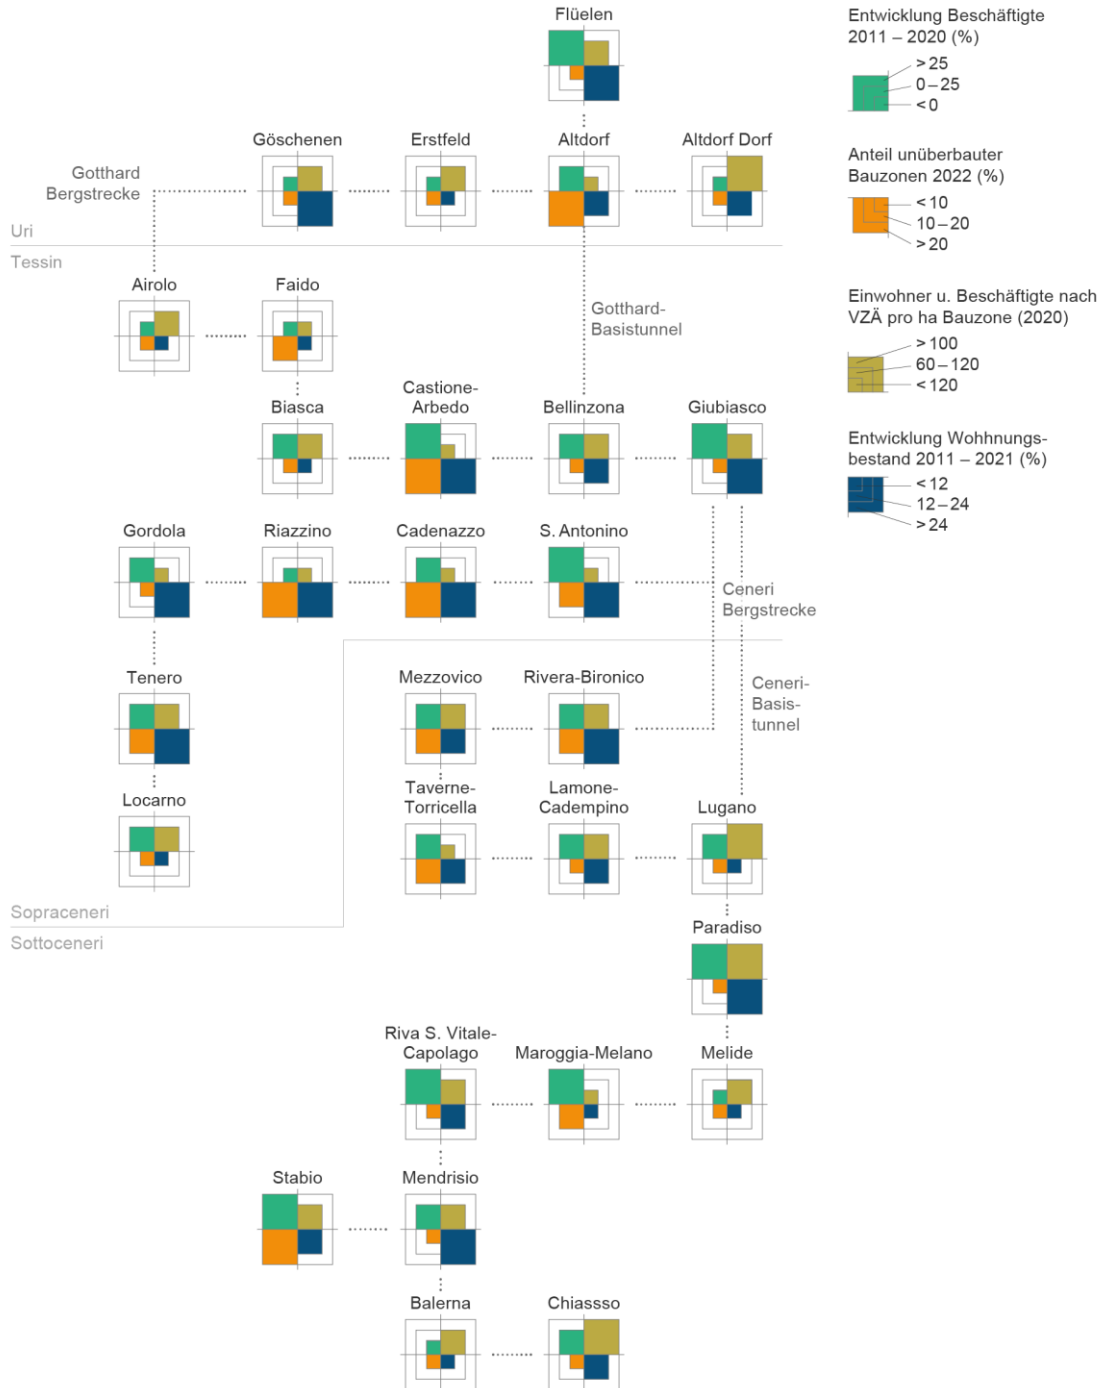 Flüelen
Entwicklung Beschäftigte
2011 – 2020 (%)
> 25
0 – 25
< 0
Göschenen
Erstfeld
Altdorf
Altdorf Dorf
Gotthard
Bergstrecke
Anteil unüberbauter
Bauzonen 2022 (%)
< 10
10 – 20
> 20
Uri
Tessin
Airolo
Faido
Gotthard-
Basistunnel
Einwohner u. Beschäftigte nach
VZÄ pro ha Bauzone (2020)
> 100
60 – 120
< 120
Biasca
Castione-
Arbedo
Bellinzona
Giubiasco
Entwicklung Wohhnungs-
bestand 2011 – 2021 (%)
< 12
12 – 24
> 24
Gordola
Riazzino
Cadenazzo
S. Antonino
Ceneri
Bergstrecke
Tenero
Mezzovico
Rivera-Bironico
Ceneri-
Basis-
tunnel
Locarno
Taverne-
Torricella
Lamone-
Cadempino
Lugano
Sopraceneri
Sottoceneri
Paradiso
Riva S. Vitale-
Capolago
Maroggia-Melano
Melide
Stabio
Mendrisio
Balerna
Chiassso